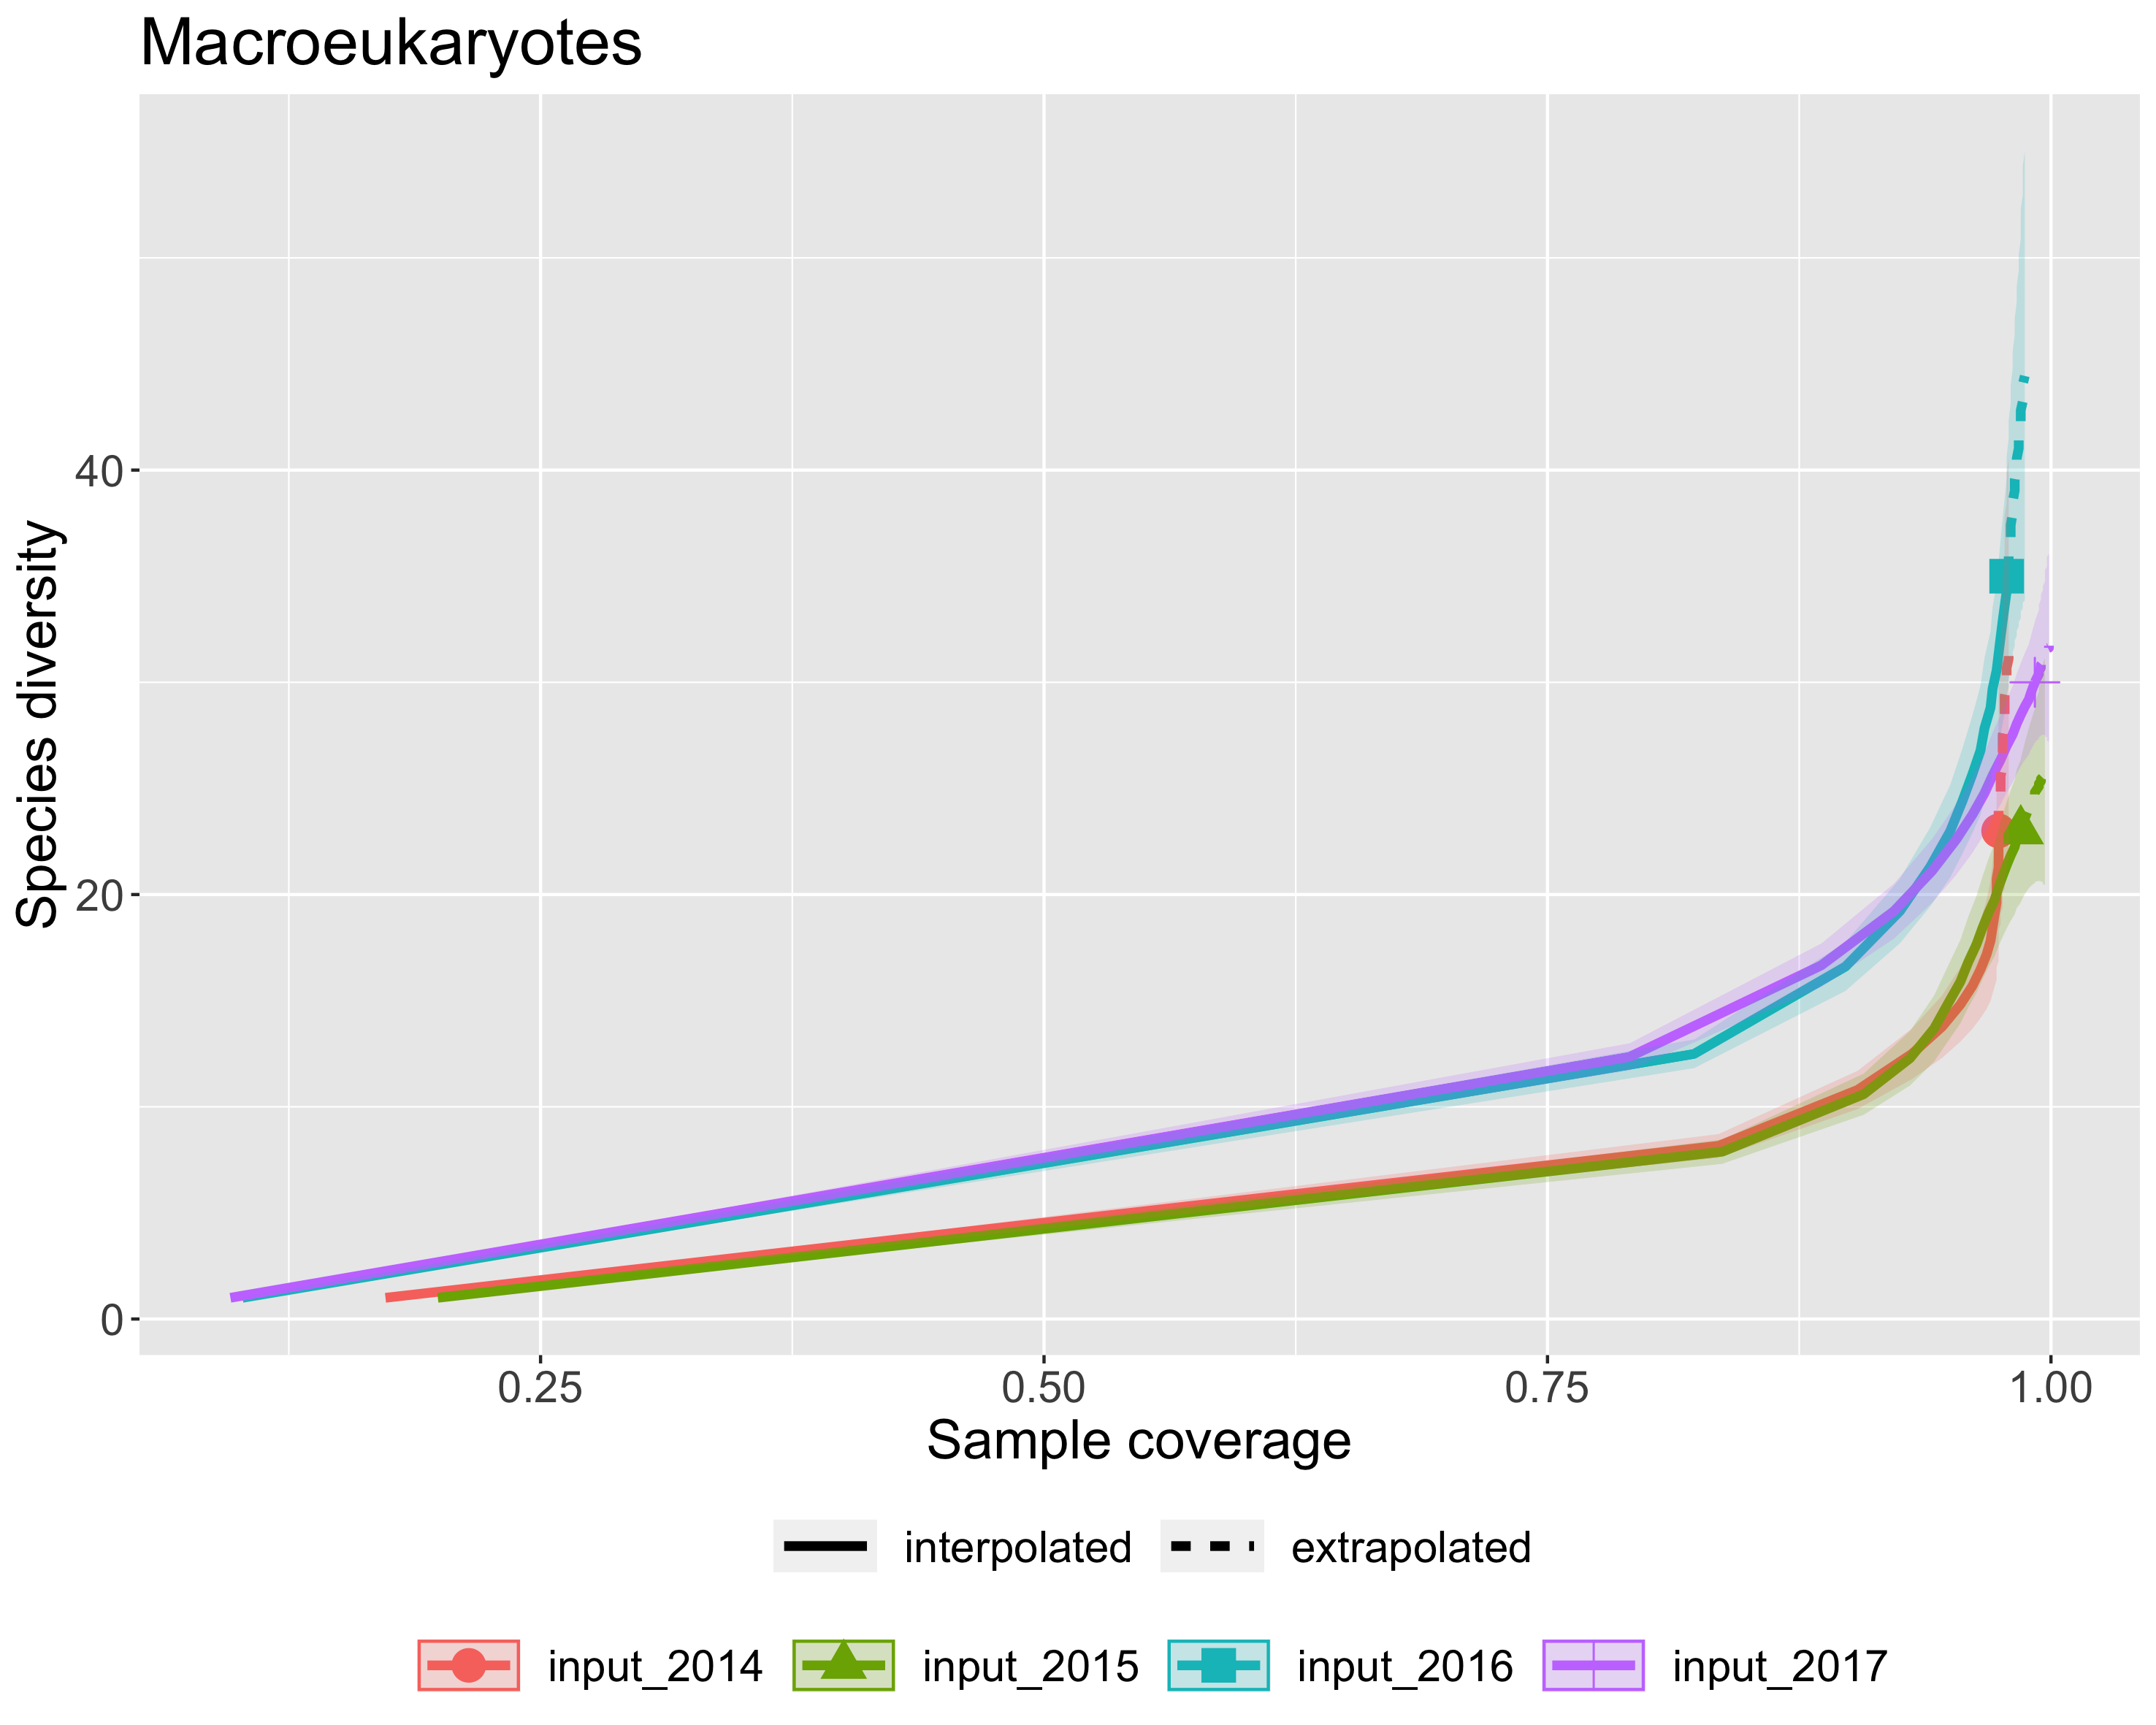 Macroeukaryotes
Species diversity
40
20
0
0.25 0.50 0.75 1.00
Sample coverage
interpolated extrapolated
input_2014 input_2015 input_2016 input_2017